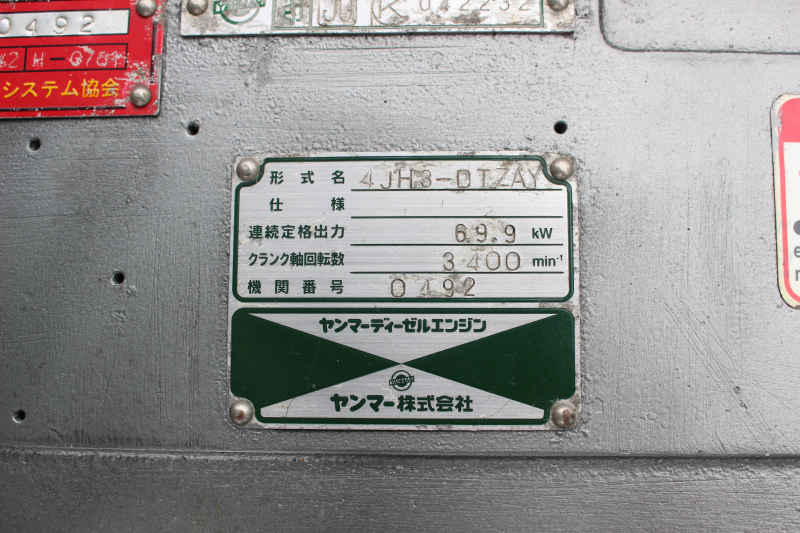 0492
システム協会
形式名 4JH3-DTZAY
仕様
連続定格出力 69.9 kW
クランク軸回転数 3400 min-1
機関番号 0492
ヤンマーディーゼルエンジン
YANMAR
ヤンマー株式会社